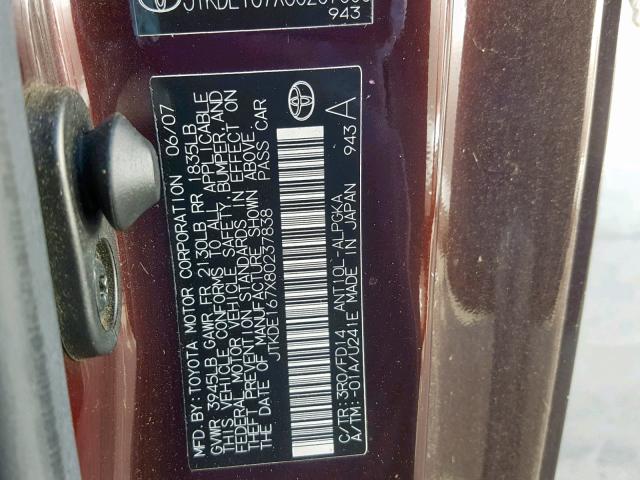 943
MFD.BY: TOYOTA MOTOR CORPORATION 06/07
GVWR 3945LB GAWR FR 2130LB RR 1835LB
THIS VEHICLE CONFORMS TO ALL APPLICABLE
FEDERAL MOTOR VEHICLE SAFETY, BUMPER, AND
THEFT PREVENTION STANDARDS IN EFFECT ON
THE DATE OF MANUFACTURE SHOWN ABOVE.
JTKDE167X80237838 PASS CAR
C/TR: 3R0/FD14 ANT10L-ALPGKA A
A/TM: -01A/U241E MADE IN JAPAN 943